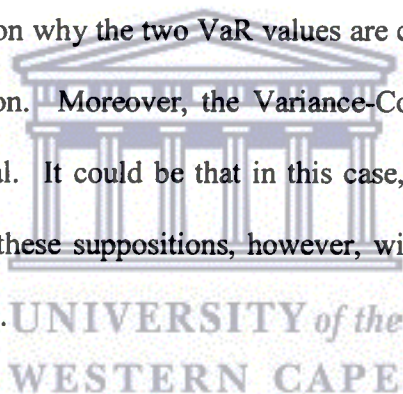 on why the two VaR values are
on. Moreover, the Variance-Co
al. It could be that in this case,
these suppositions, however, wi
.
UNIVERSITY of the
WESTERN CAPE